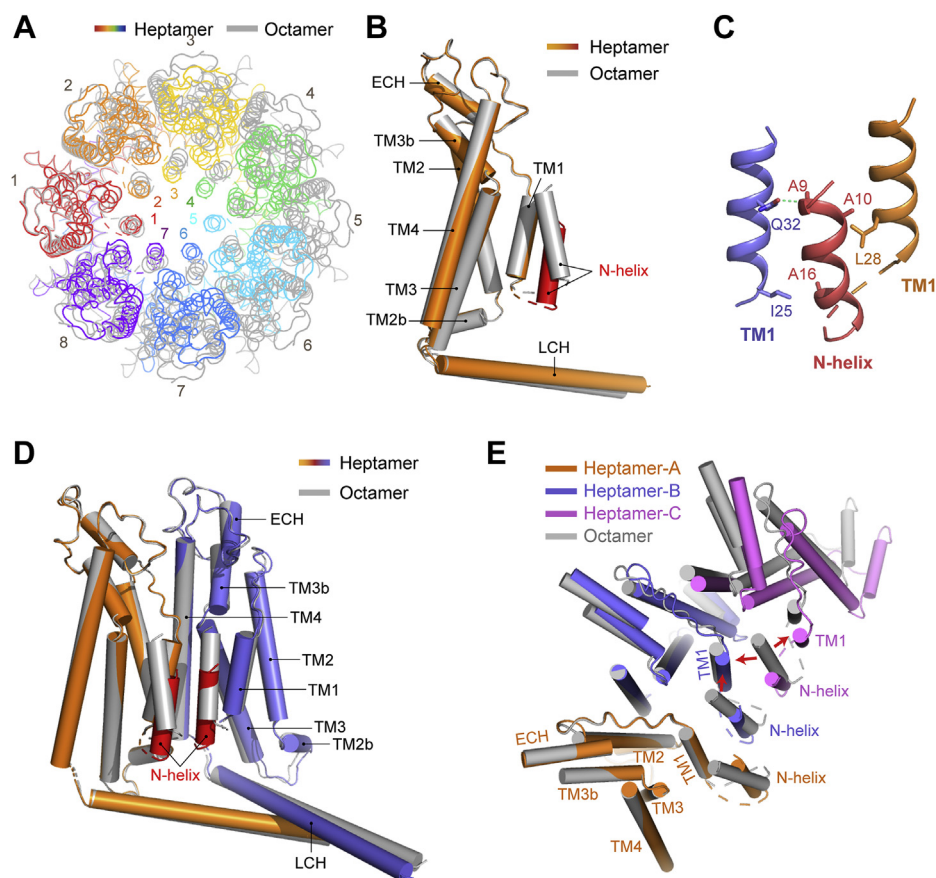 A
Heptamer
Octamer
3
2
4
1
3
2
4
1
5
5
7
6
8
6
7
B
Heptamer
Octamer
ECH
TM3b
TM2
TM1
TM4
N-helix
TM3
TM2b
LCH
C
A9
A10
Q32
L28
A16
I25
TM1
TM1
N-helix
D
Heptamer
Octamer
ECH
TM3b
TM4
TM2
TM1
TM3
TM2b
N-helix
LCH
E
Heptamer-A
Heptamer-B
Heptamer-C
Octamer
TM1
TM1
N-helix
N-helix
ECH
TM2
TM1
N-helix
TM3b
TM3
TM4